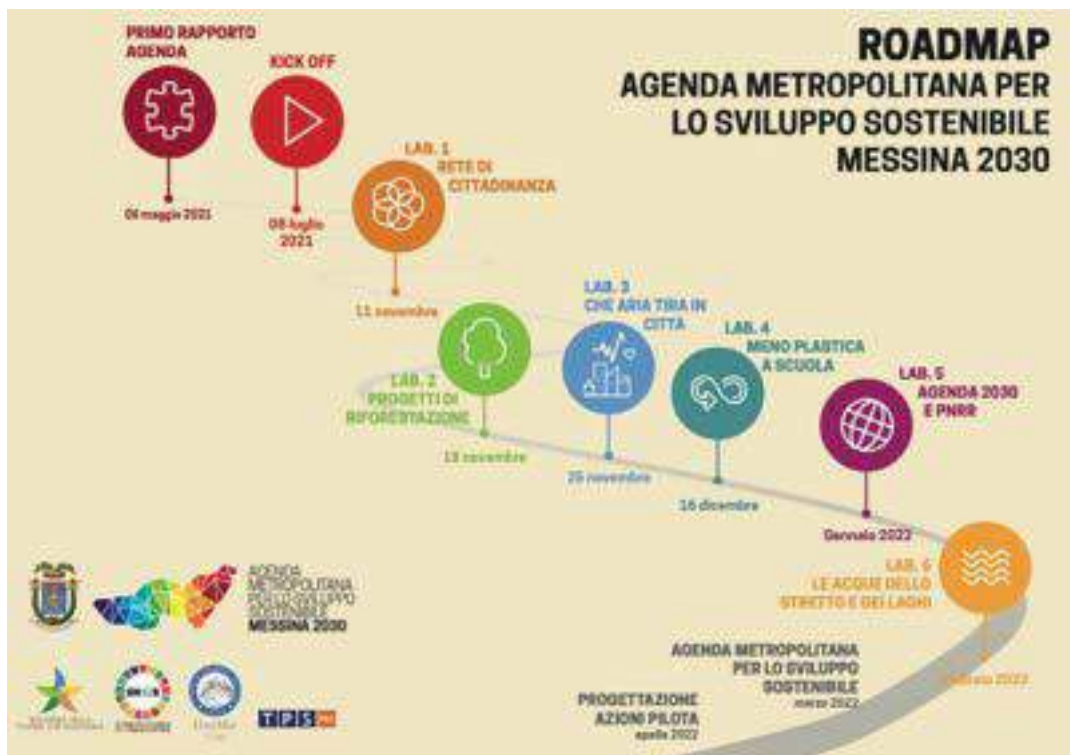 ROADMAP
AGENDA METROPOLITANA PER
LO SVILUPPO SOSTENIBILE
MESSINA 2030
PRIMO RAPPORTO
AGENDA
maggio 2021
KICK OFF
08 luglio
2021
LAB. 1
RETE DI
CITTADINANZA
11 novembre
LAB. 2
PROGETTI DI
RIFORESTAZIONE
novembre
LAB. 3
CHE ARIA TIRA IN
CITTÀ
25 novembre
LAB. 4
MENO PLASTICA
A SCUOLA
16 dicembre
LAB. 5
AGENDA 2030
E PNRR
Gennaio 2022
LAB. 6
LE ACQUE DELLO
STRETTO E DEI LAGHI
2022
AGENDA METROPOLITANA
PER LO SVILUPPO
SOSTENIBILE
marzo 2022
PROGETTAZIONE
AZIONI PILOTA
aprile 2022
AGENDA
METROPOLITANA
PER LO SVILUPPO
SOSTENIBILE
MESSINA 2030
TPS